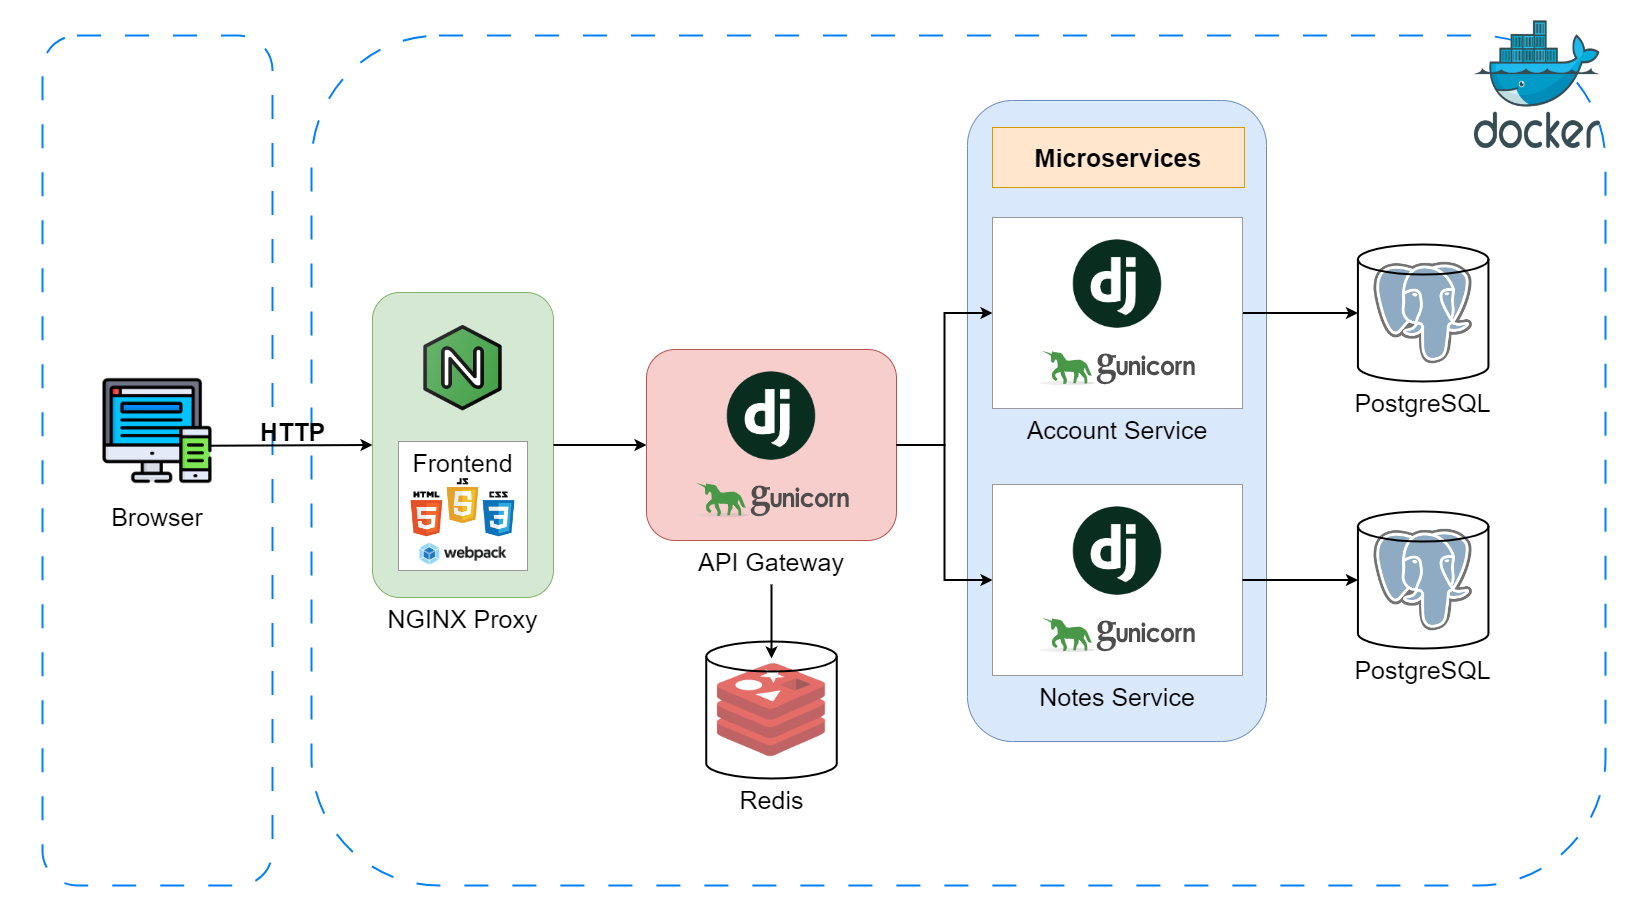 docker
Microservices
dj
gunicorn
Account Service
PostgreSQL
HTTP
Browser
N
Frontend
HTML
JS
CSS
5
5
3
webpack
NGINX Proxy
dj
gunicorn
API Gateway
Redis
dj
gunicorn
Notes Service
PostgreSQL